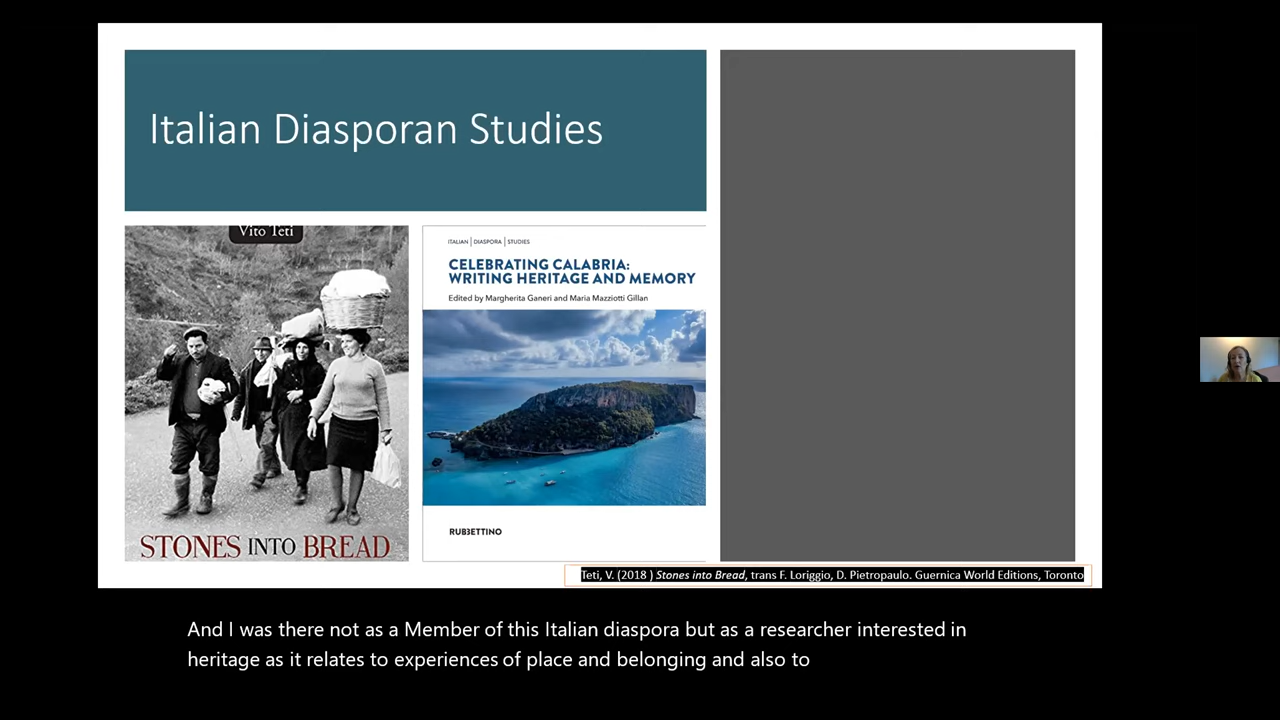 Italian Diasporan Studies
Vito Teti
STONES INTO BREAD
ITALIAN | DIASPORA | STUDIES
CELEBRATING CALABRIA:
WRITING HERITAGE AND MEMORY
Edited by Margherita Ganeri and Maria Mazziotti Gillan
RUBBETTINO
Teti, V. (2018 ) Stones into Bread, trans F. Loriggio, D. Pietropaulo. Guernica World Editions, Toronto
And I was there not as a Member of this Italian diaspora but as a researcher interested in
heritage as it relates to experiences of place and belonging and also to